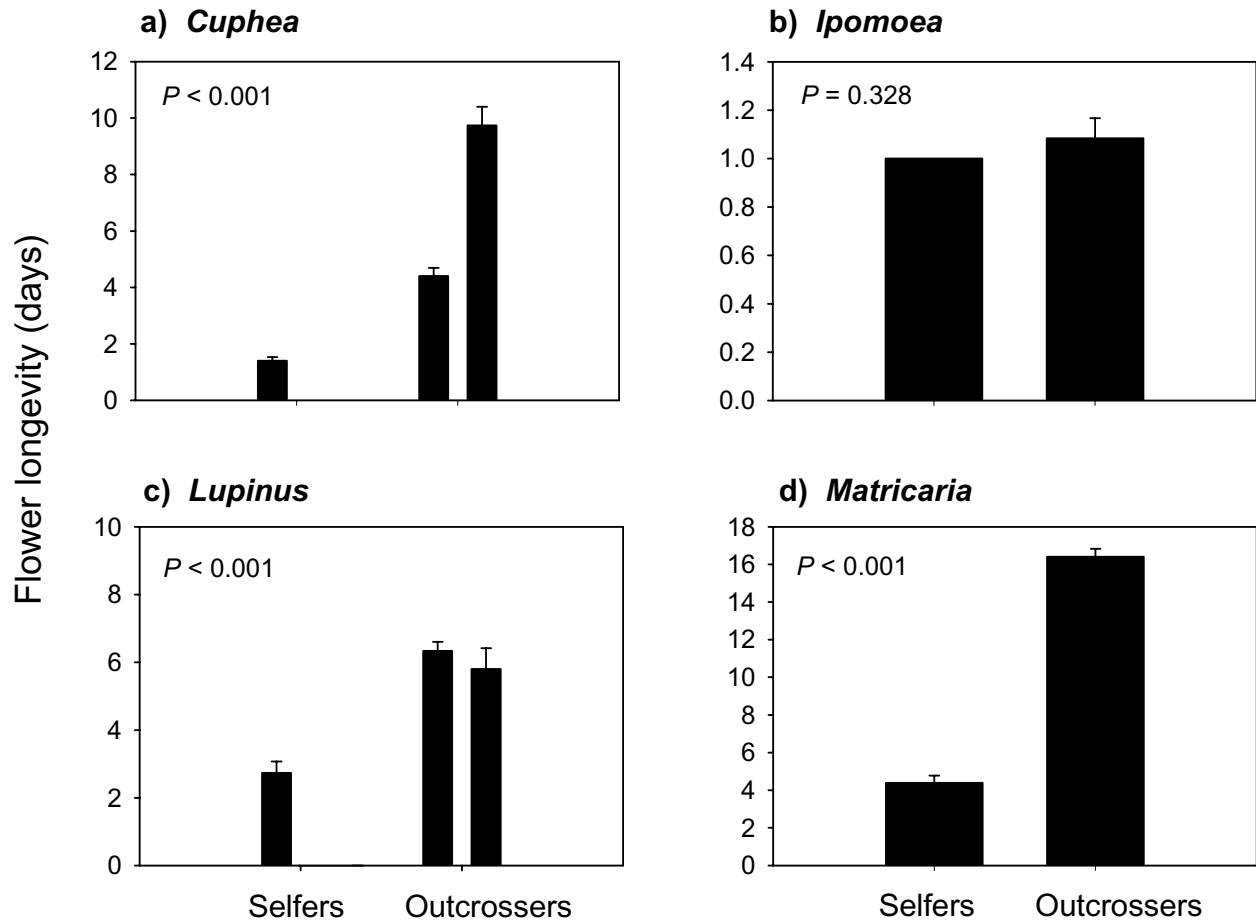 a) Cuphea
P < 0.001
12
10
8
6
4
2
0
b) Ipomoea
P = 0.328
1.4
1.2
1.0
0.8
0.6
0.4
0.2
0.0
Flower longevity (days)
c) Lupinus
P < 0.001
10
8
6
4
2
0
Selfers Outcrossers
d) Matricaria
P < 0.001
18
16
14
12
10
8
6
4
2
0
Selfers Outcrossers